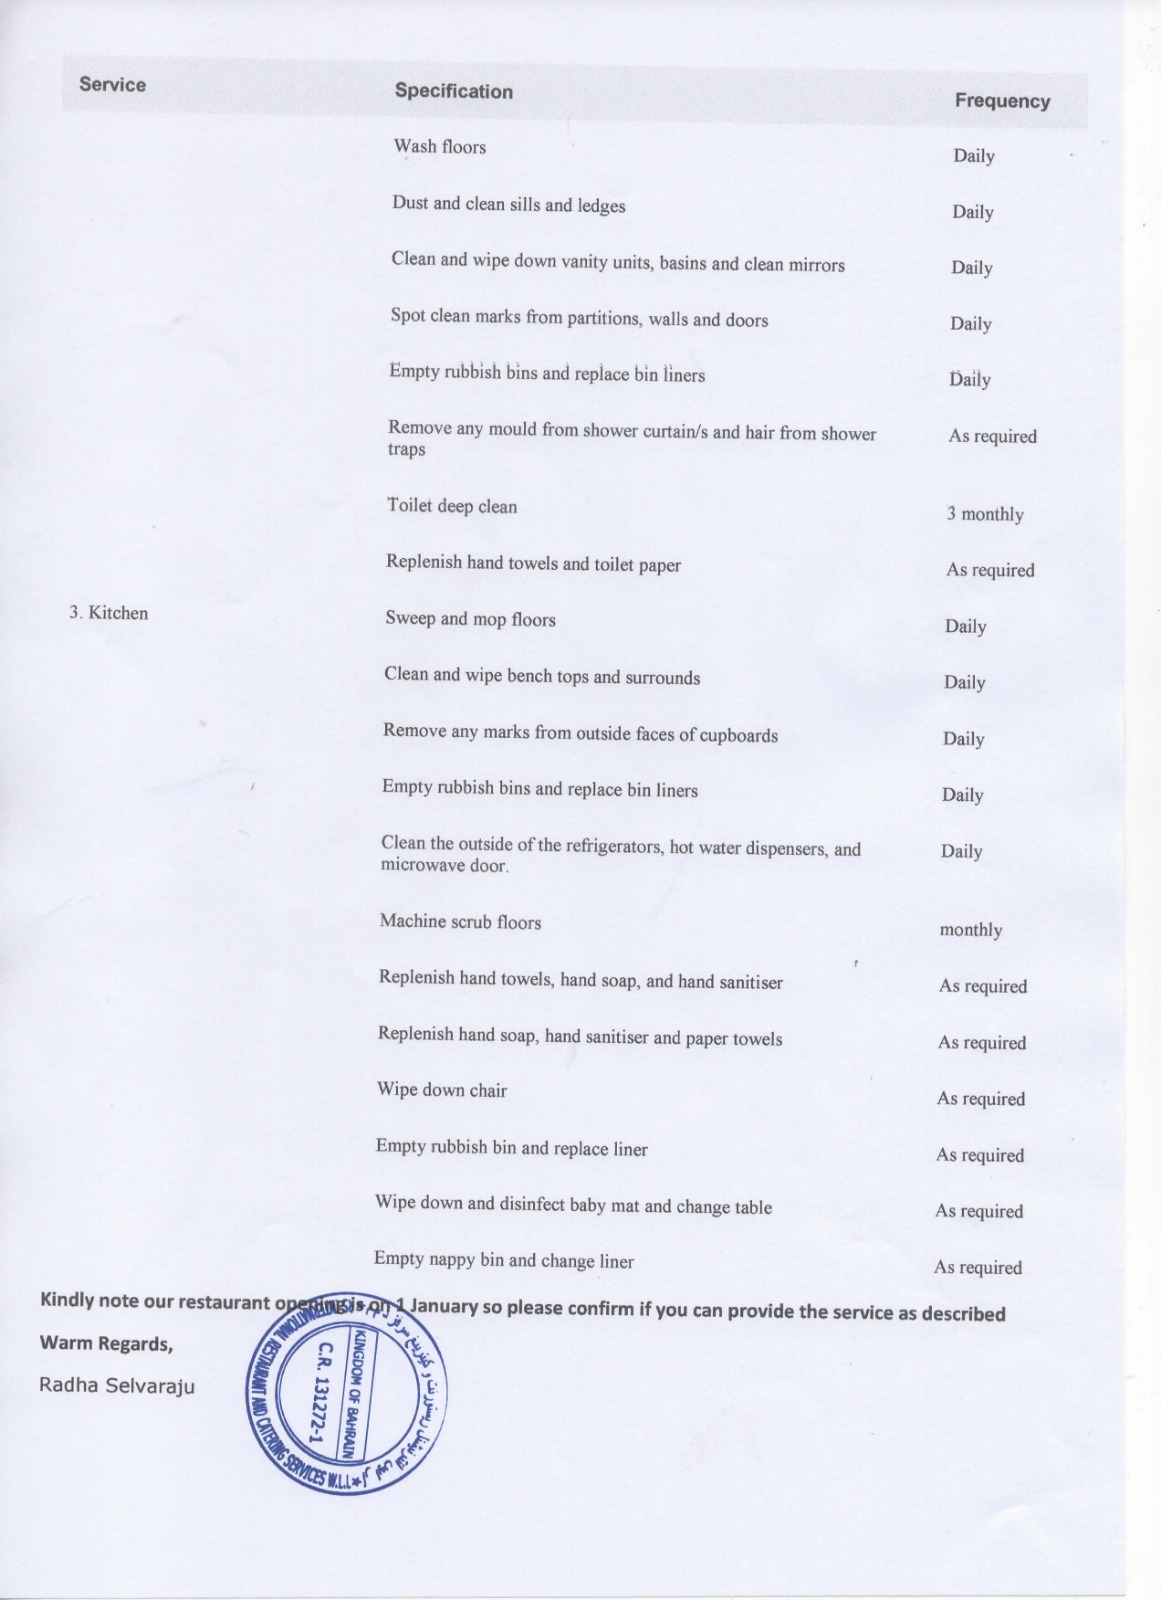 Service Specification Frequency
Wash floors Daily
Dust and clean sills and ledges Daily
Clean and wipe down vanity units, basins and clean mirrors Daily
Spot clean marks from partitions, walls and doors Daily
Empty rubbish bins and replace bin liners Daily
Remove any mould from shower curtain/s and hair from shower As required
traps
Toilet deep clean 3 monthly
Replenish hand towels and toilet paper As required
3. Kitchen Sweep and mop floors Daily
Clean and wipe bench tops and surrounds Daily
Remove any marks from outside faces of cupboards Daily
Empty rubbish bins and replace bin liners Daily
Clean the outside of the refrigerators, hot water dispensers, and Daily
microwave door.
Machine scrub floors monthly
Replenish hand towels, hand soap, and hand sanitiser As required
Replenish hand soap, hand sanitiser and paper towels As required
Wipe down chair As required
Empty rubbish bin and replace liner As required
Wipe down and disinfect baby mat and change table As required
Empty nappy bin and change liner As required
Kindly note our restaurant opening is on 1 January so please confirm if you can provide the service as described
Warm Regards,
Radha Selvaraju
KINGDOM OF BAHRAIN
C.R. 131272-1
INTERNATIONAL RESTAURANT AND CATERING SERVICES W.L.L